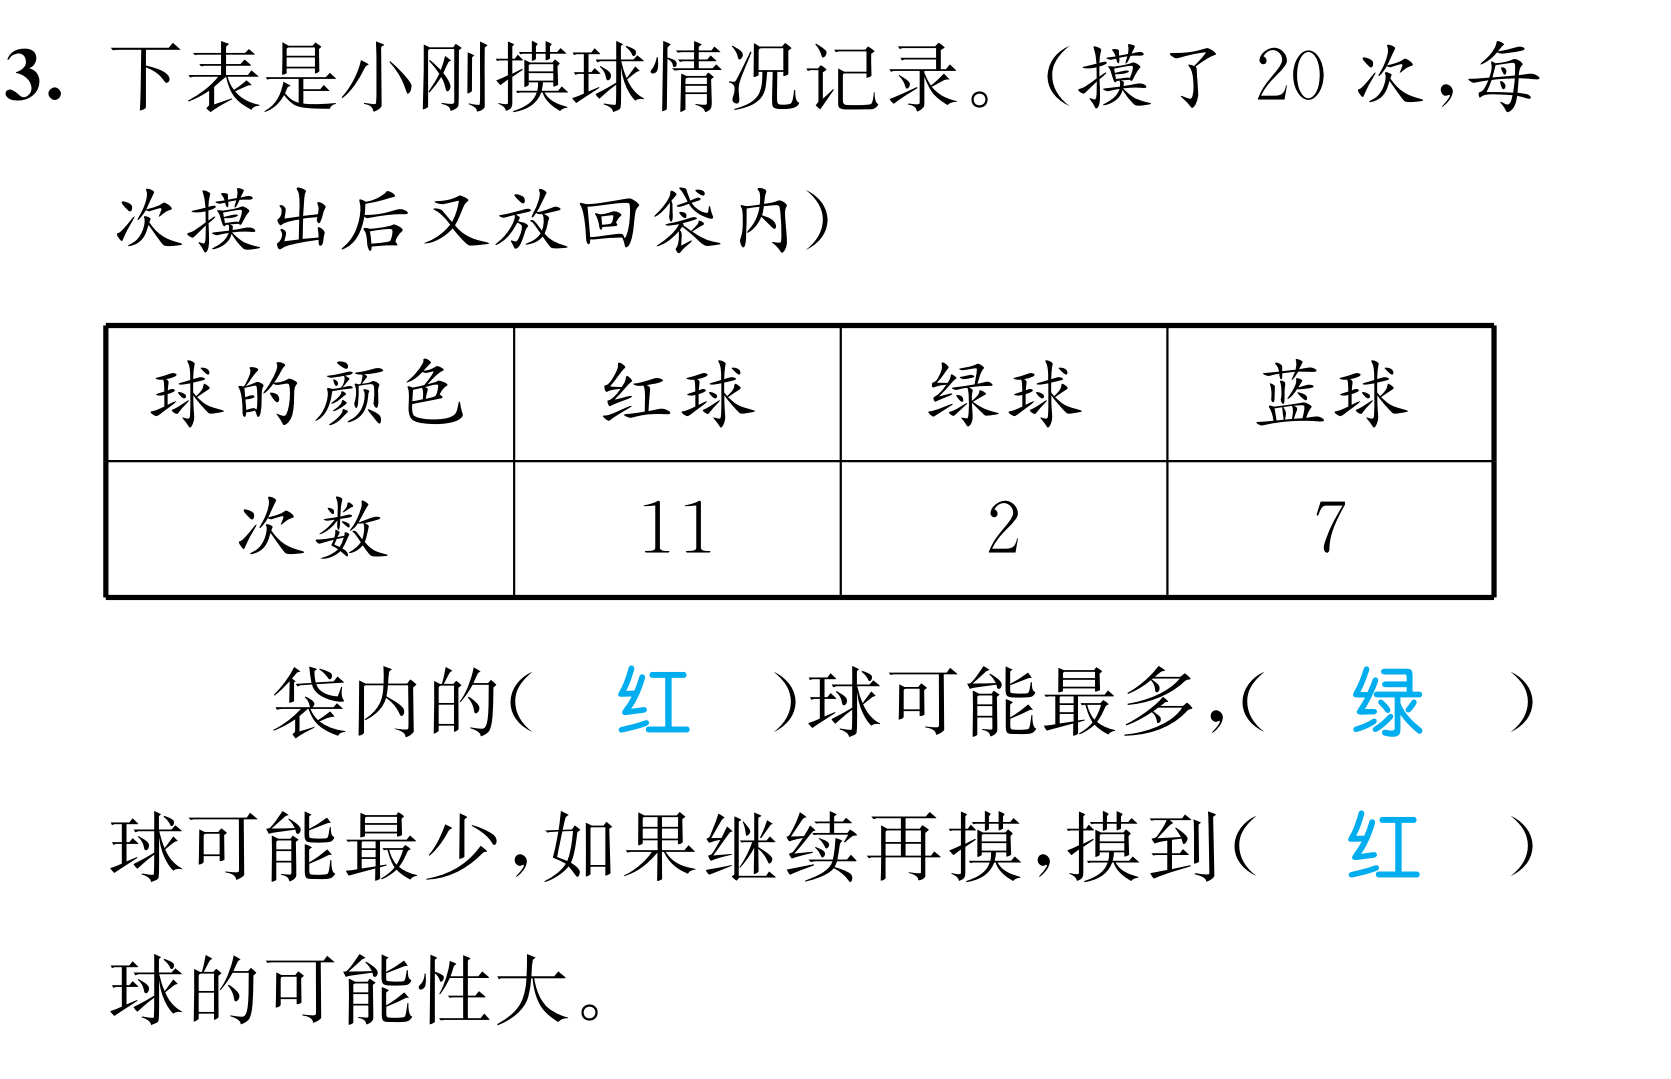 3. 下表是小刚摸球情况记录。（摸了 20 次,每
次摸出后又放回袋内）
球的颜色 红球 绿球 蓝球
次数 11 2 7
袋内的( 红 )球可能最多,( 绿 )
球可能最少,如果继续再摸,摸到( 红 )
球的可能性大。